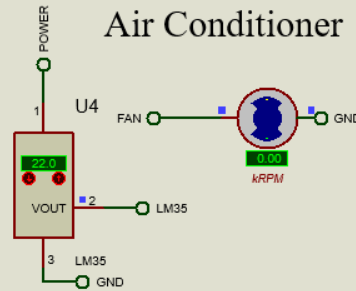 Air Conditioner
POWER
1
U4
22.0
VOUT
2
LM35
3
LM35
GND
FAN
GND
0.00
kRPM